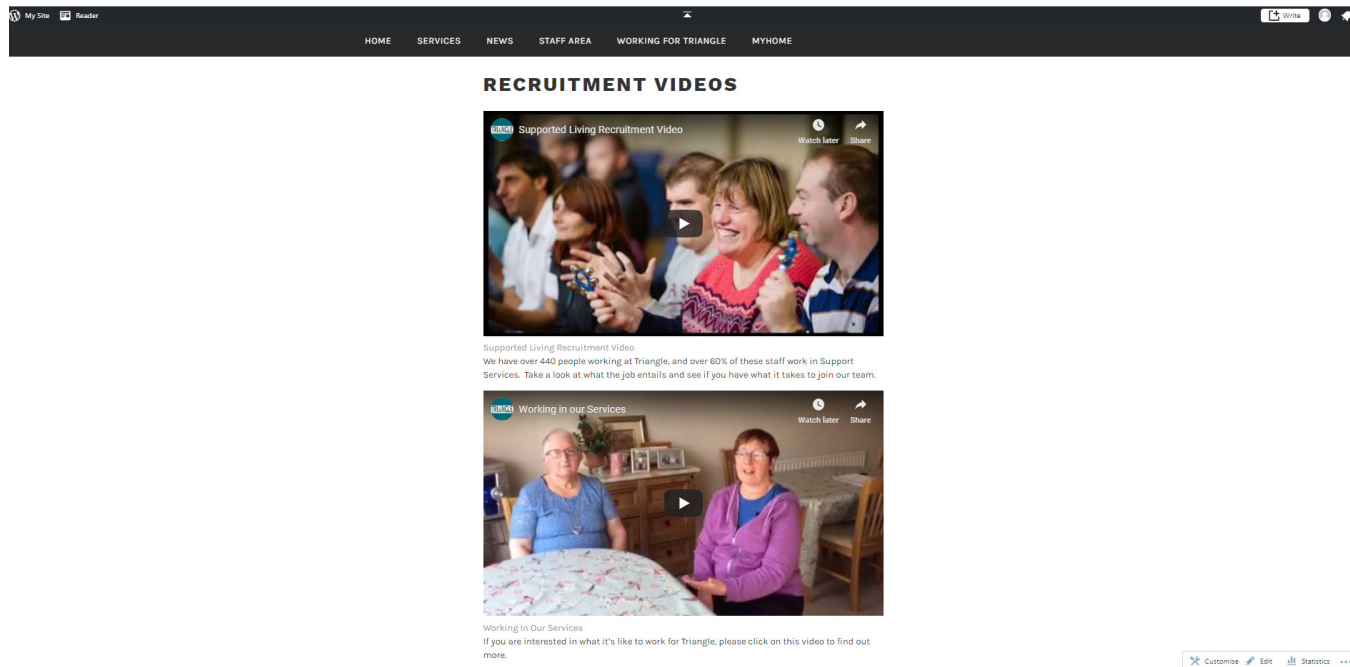 My Site Reader Write
HOME SERVICES NEWS STAFF AREA WORKING FOR TRIANGLE MYHOME
RECRUITMENT VIDEOS
TRIANGLE Supported Living Recruitment Video
Watch later Share
Supported Living Recruitment Video
We have over 440 people working at Triangle, and over 60% of these staff work in Support
Services. Take a look at what the job entails and see if you have what it takes to join our team.
TRIANGLE Working in our Services
Watch later Share
Working In Our Services
If you are interested in what it's like to work for Triangle, please click on this video to find out
more.
Customise Edit Statistics